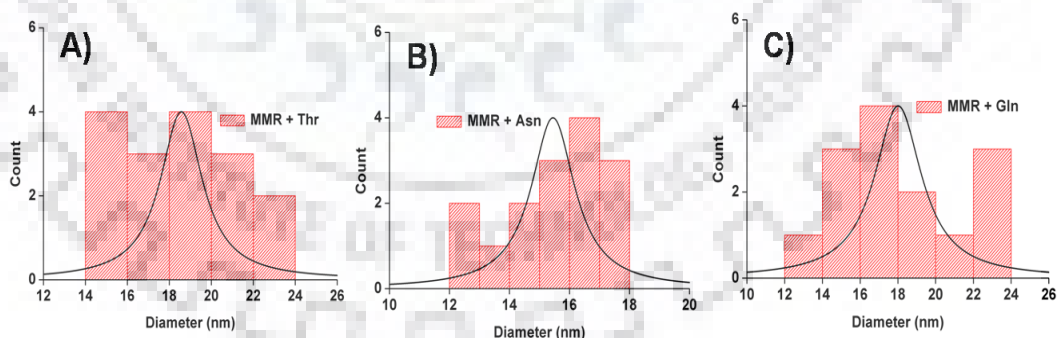 A)
MMR + Thr
Count
6
4
2
0
12 14 16 18 20 22 24 26
Diameter (nm)
B)
MMR + Asn
Count
6
4
2
0
10 12 14 16 18 20
Diameter (nm)
C)
MMR + Gln
Count
6
4
2
0
10 12 14 16 18 20 22 24 26
Diameter (nm)